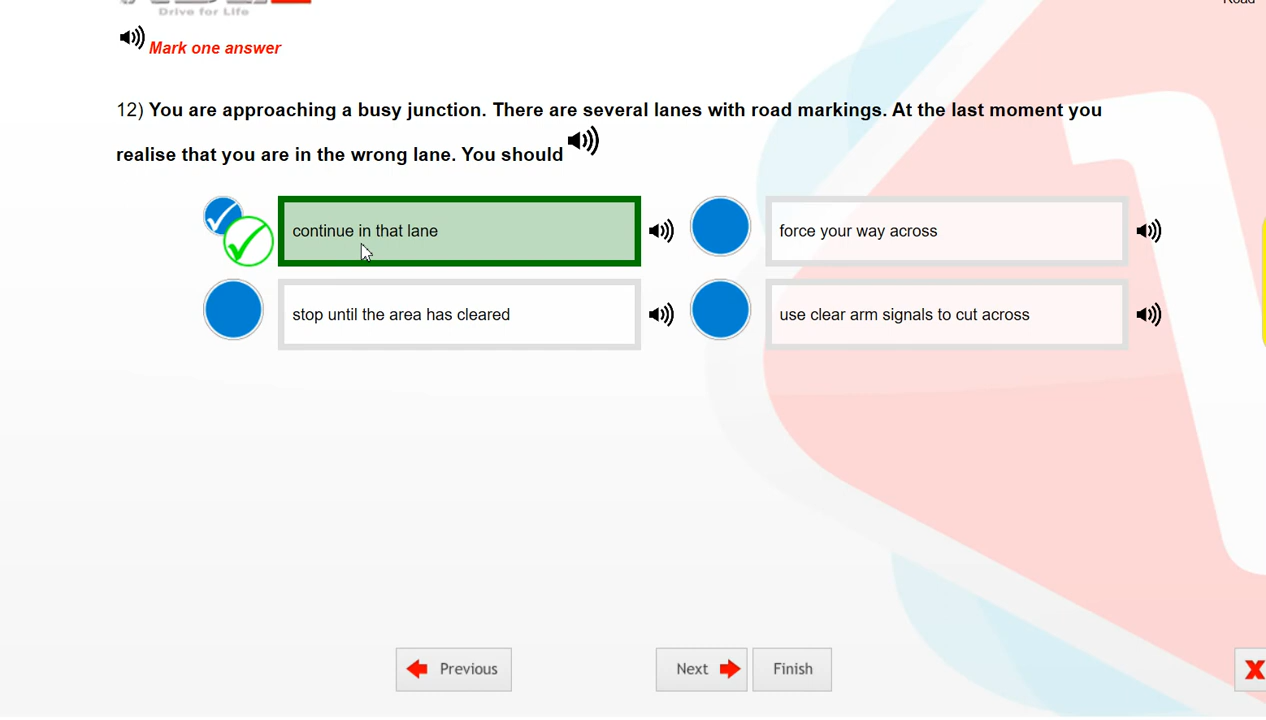 Drive for Life
Mark one answer
12) You are approaching a busy junction. There are several lanes with road markings. At the last moment you
realise that you are in the wrong lane. You should
continue in that lane
force your way across
stop until the area has cleared
use clear arm signals to cut across
Previous
Next
Finish
X